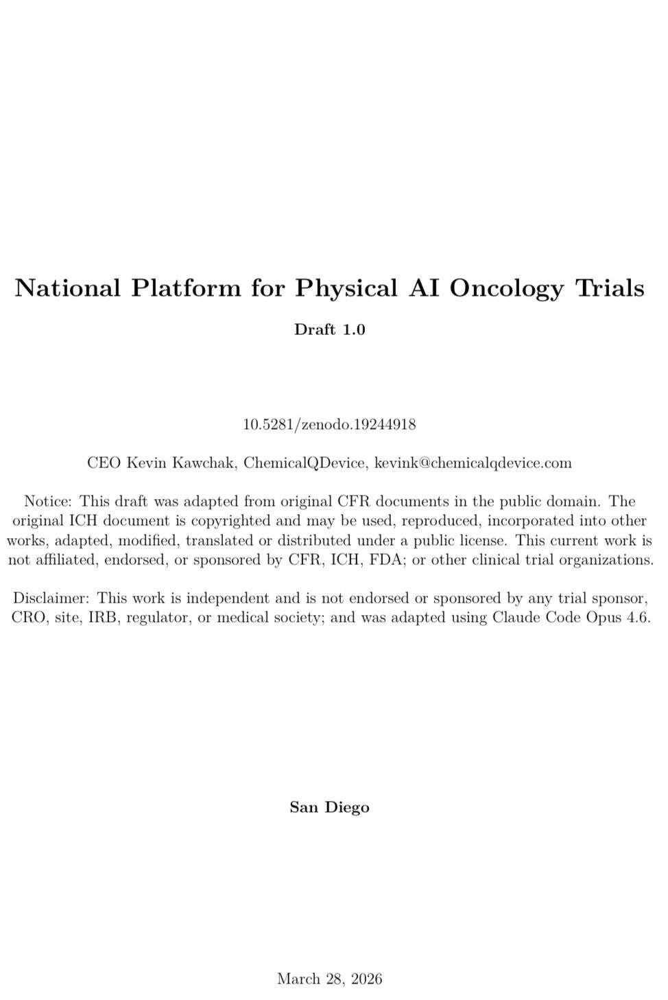 National Platform for Physical AI Oncology Trials
Draft 1.0
10.5281/zenodo.19244918
CEO Kevin Kawchak, ChemicalQDevice, kevink@chemicalqdevice.com
Notice: This draft was adapted from original CFR documents in the public domain. The
original ICH document is copyrighted and may be used, reproduced, incorporated into other
works, adapted, modified, translated or distributed under a public license. This current work is
not affiliated, endorsed, or sponsored by CFR, ICH, FDA; or other clinical trial organizations.
Disclaimer: This work is independent and is not endorsed or sponsored by any trial sponsor,
CRO, site, IRB, regulator, or medical society; and was adapted using Claude Code Opus 4.6.
San Diego
March 28, 2026